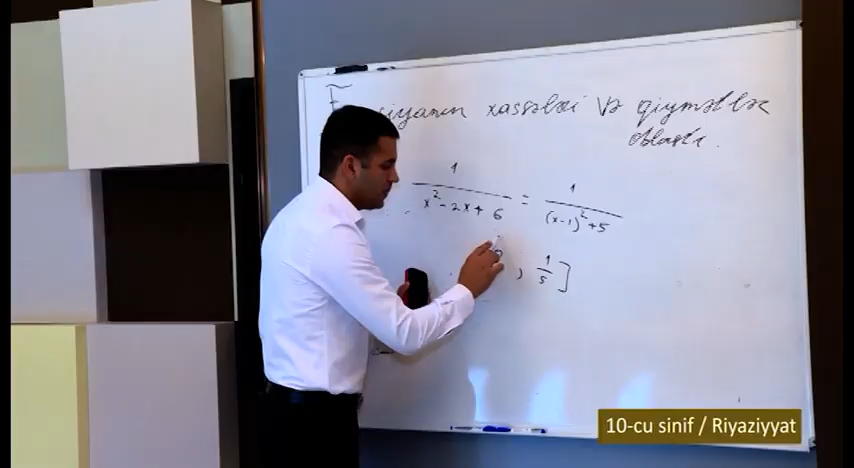 F siyanın xassələri və qiymətlər
oblastı.
1/(x²-2x+6) = 1/((x-1)²+5)
, 1/5]
10-cu sinif / Riyaziyyat